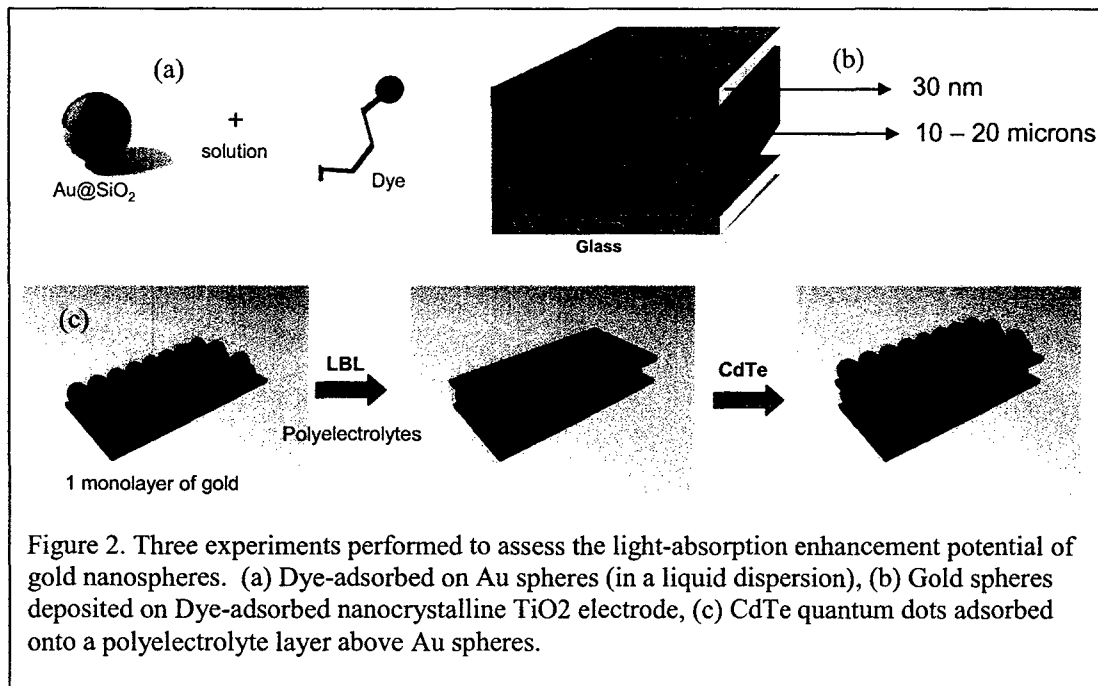 (a)
+
solution
Au@SiO₂
Dye
(b)
30 nm
10 – 20 microns
Glass
(c)
LBL
Polyelectrolytes
CdTe
1 monolayer of gold
Figure 2. Three experiments performed to assess the light-absorption enhancement potential of
gold nanospheres. (a) Dye-adsorbed on Au spheres (in a liquid dispersion), (b) Gold spheres
deposited on Dye-adsorbed nanocrystalline TiO2 electrode, (c) CdTe quantum dots adsorbed
onto a polyelectrolyte layer above Au spheres.